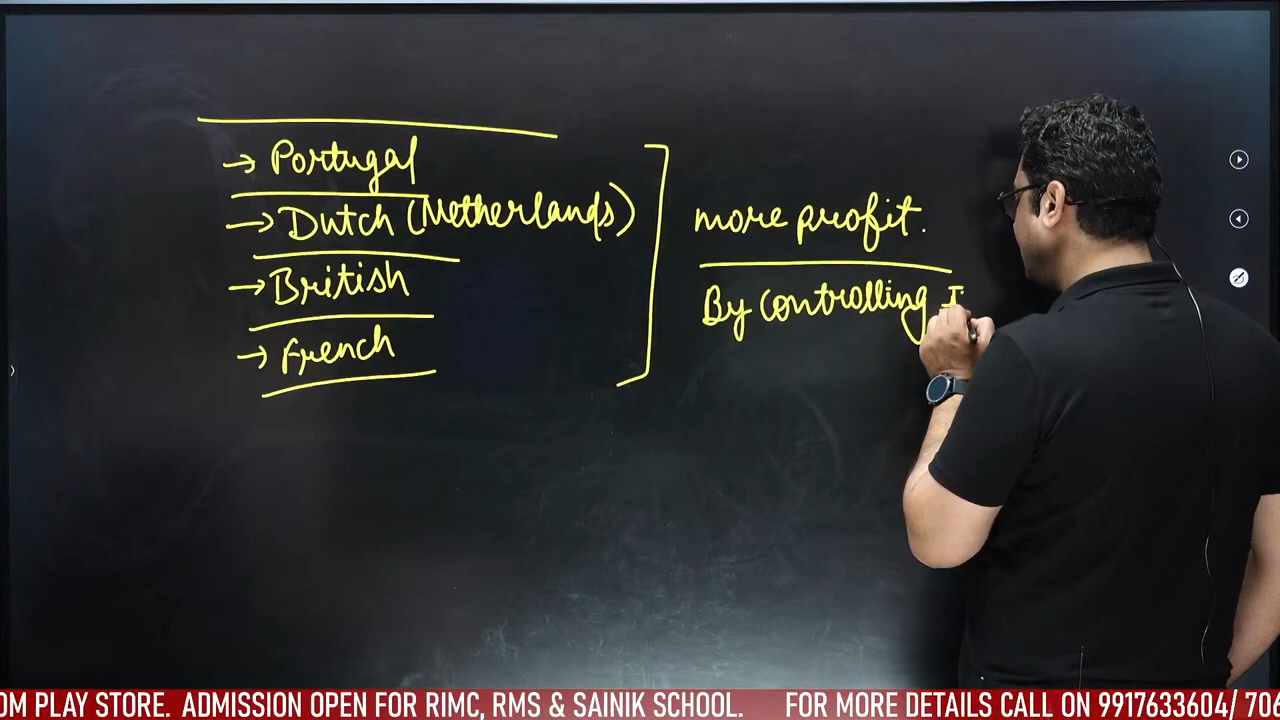 → Portugal
→ Dutch (Netherlands)
→ British
→ French
more profit.
By controlling
OM PLAY STORE. ADMISSION OPEN FOR RIMC, RMS & SAINIK SCHOOL. FOR MORE DETAILS CALL ON 9917633604/ 706